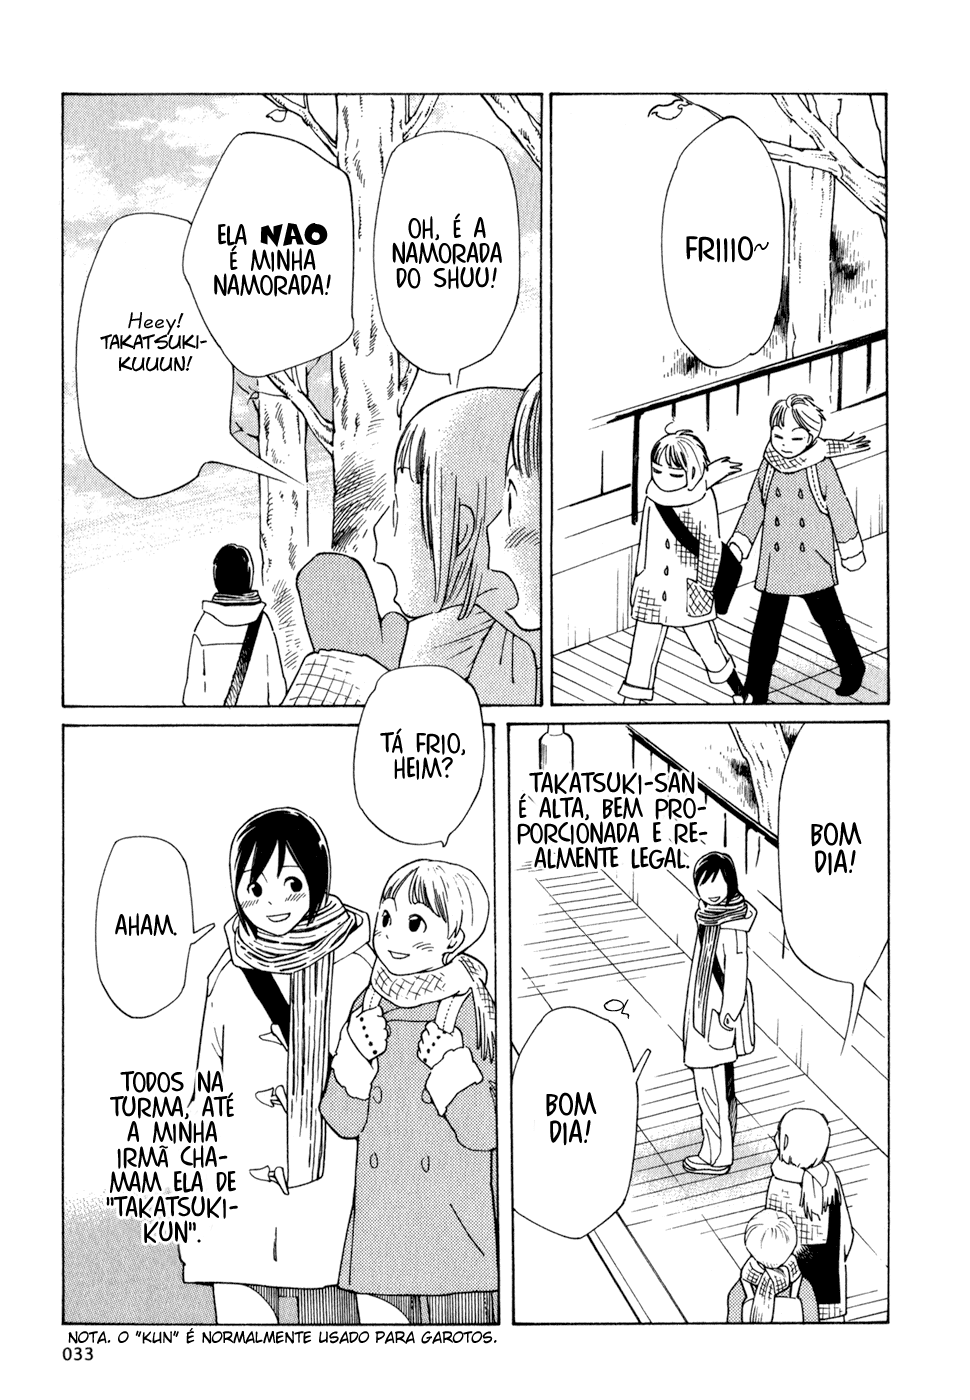 FRIIIO~
OH, É A
NAMORADA
DO SHUU!
ELA NAO
É MINHA
NAMORADA!
Heey!
TAKATSUKI-
KUUUN!
BOM
DIA!
TAKATSUKI-SAN
É ALTA, BEM PRO-
PORCIONADA E RE-
ALMENTE LEGAL.
BOM
DIA!
TÁ FRIO,
HEIM?
AHAM.
TODOS NA
TURMA, ATÉ
A MINHA
IRMÃ CHA-
MAM ELA DE
"TAKATSUKI-
KUN".
NOTA. O "KUN" É NORMALMENTE USADO PARA GAROTOS.
033